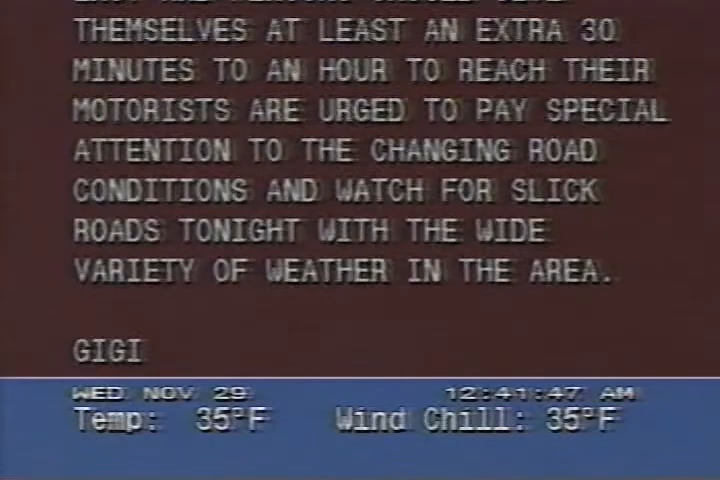 THEMSELVES AT LEAST AN EXTRA 30
MINUTES TO AN HOUR TO REACH THEIR
MOTORISTS ARE URGED TO PAY SPECIAL
ATTENTION TO THE CHANGING ROAD
CONDITIONS AND WATCH FOR SLICK
ROADS TONIGHT WITH THE WIDE
VARIETY OF WEATHER IN THE AREA.
GIGI
WED NOV 29 12:41:47 AM
Temp: 35°F Wind Chill: 35°F